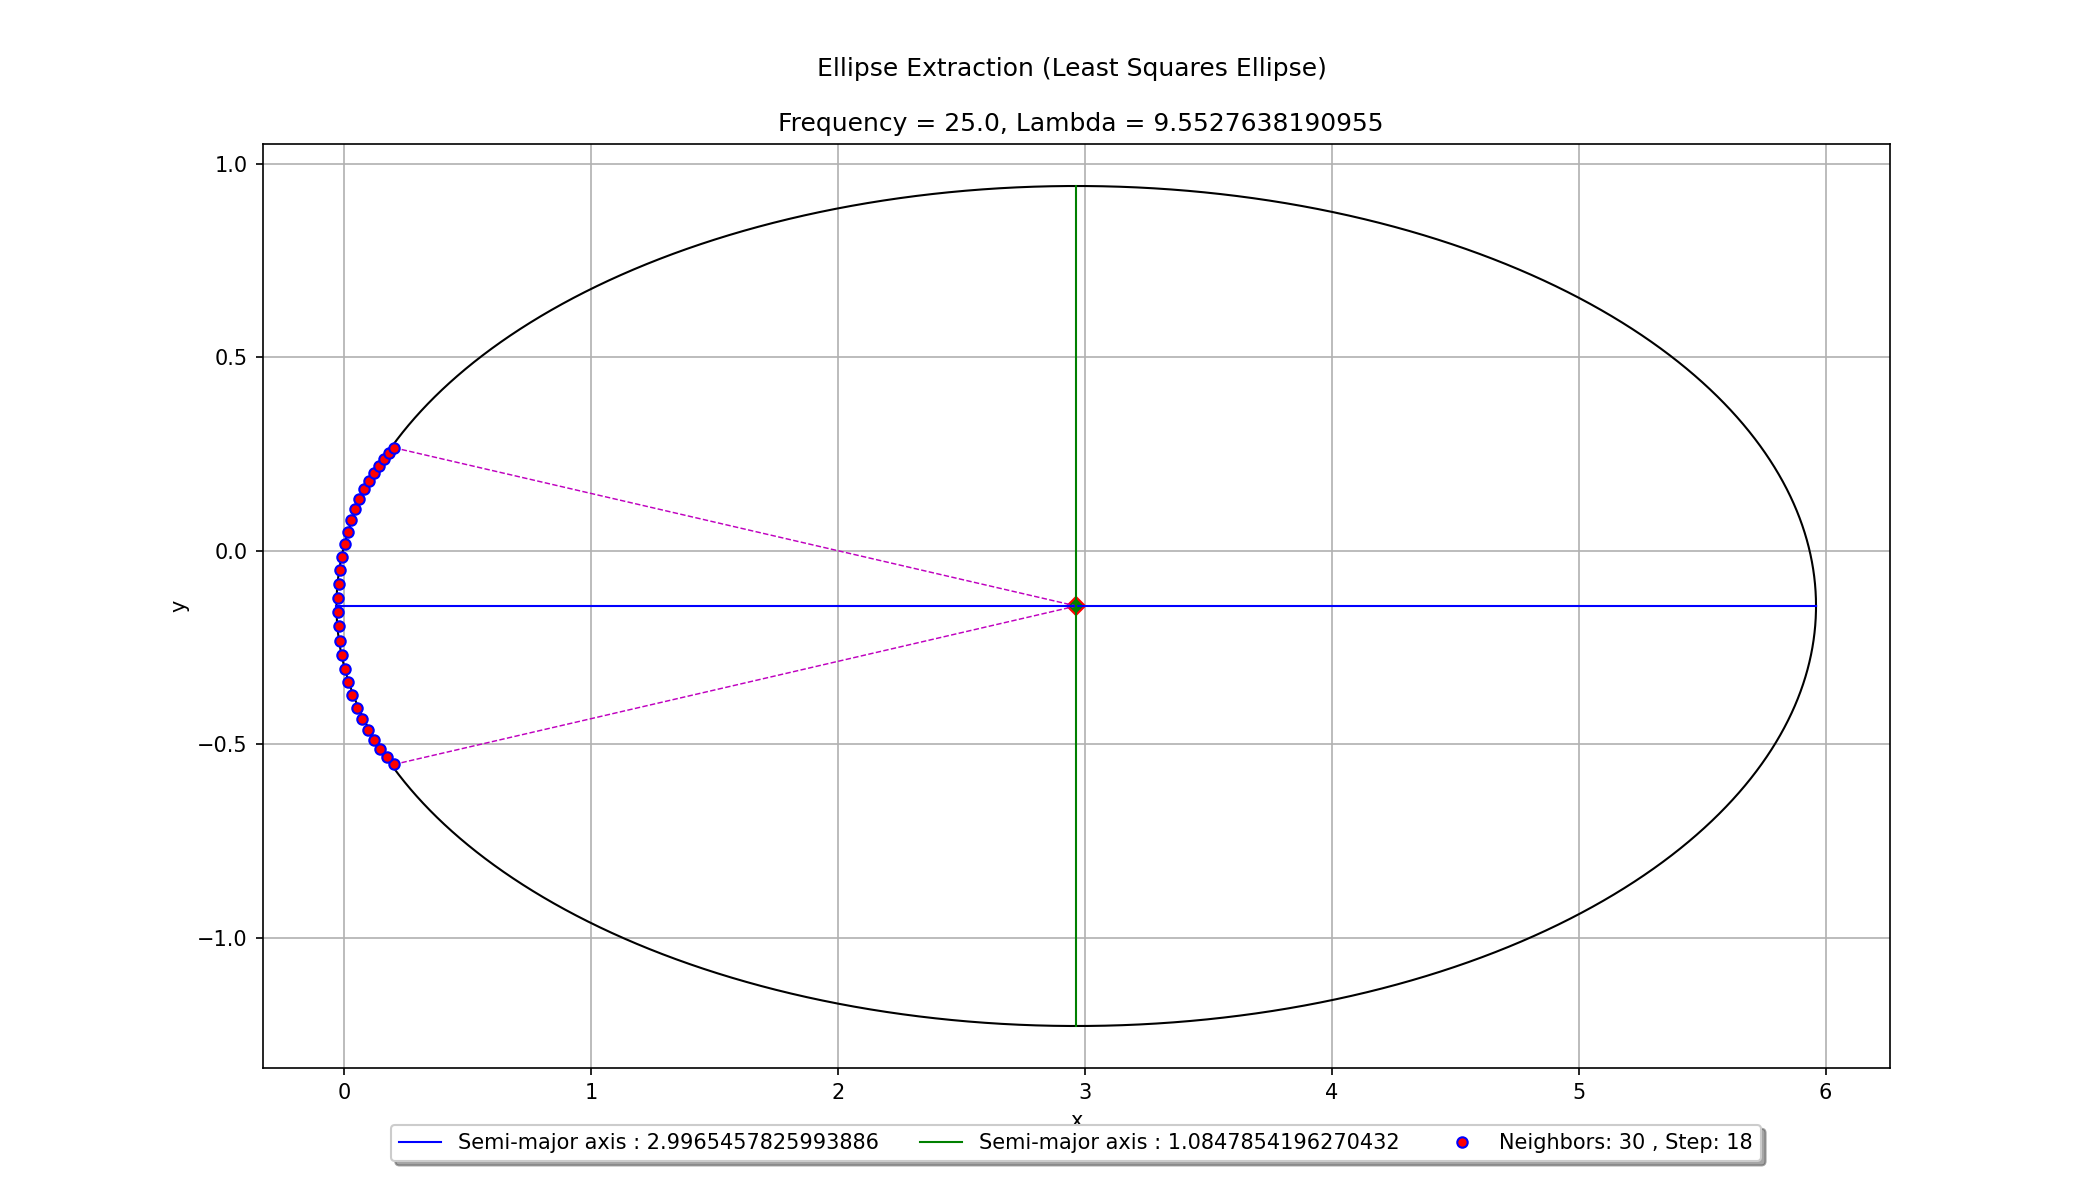 Ellipse Extraction (Least Squares Ellipse)
Frequency = 25.0, Lambda = 9.5527638190955
1.0
0.5
0.0
−0.5
−1.0
y
0 1 2 3 4 5 6
x
Semi-major axis : 2.9965457825993886 Semi-major axis : 1.0847854196270432 Neighbors: 30 , Step: 18